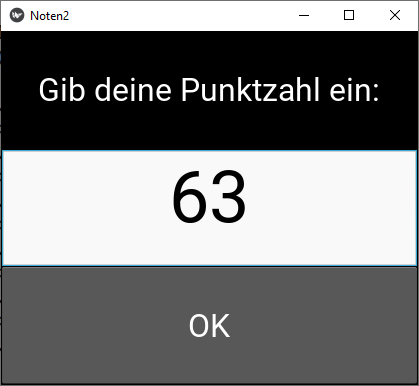 Noten2
Gib deine Punktzahl ein:
63
OK